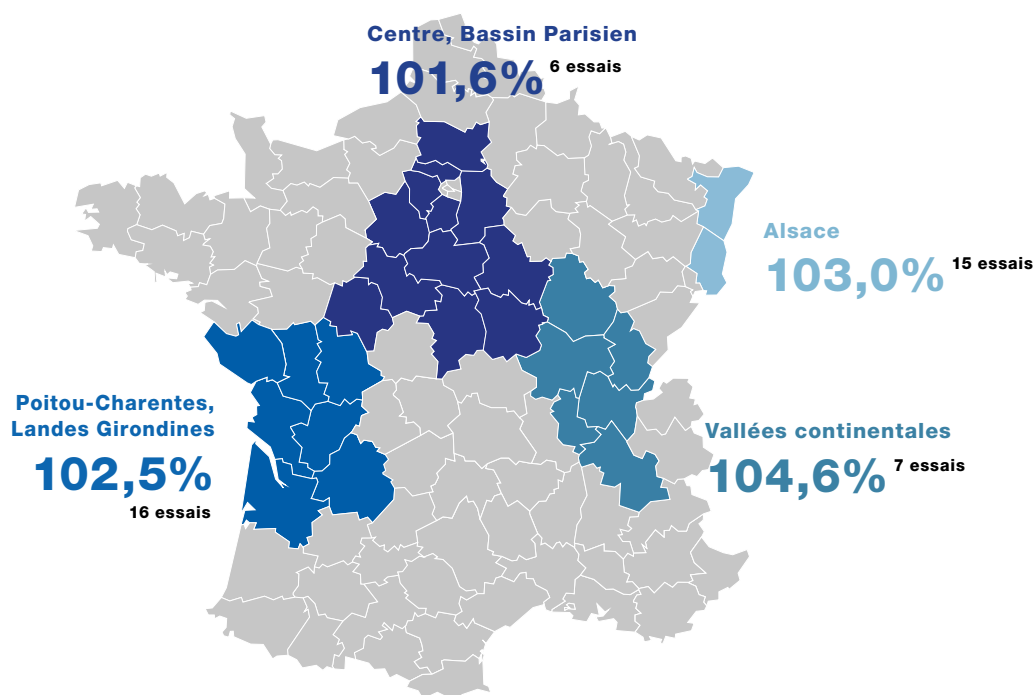 Centre, Bassin Parisien
101,6% 6 essais
Alsace
103,0% 15 essais
Poitou-Charentes,
Landes Girondines
102,5%
16 essais
Vallées continentales
104,6% 7 essais